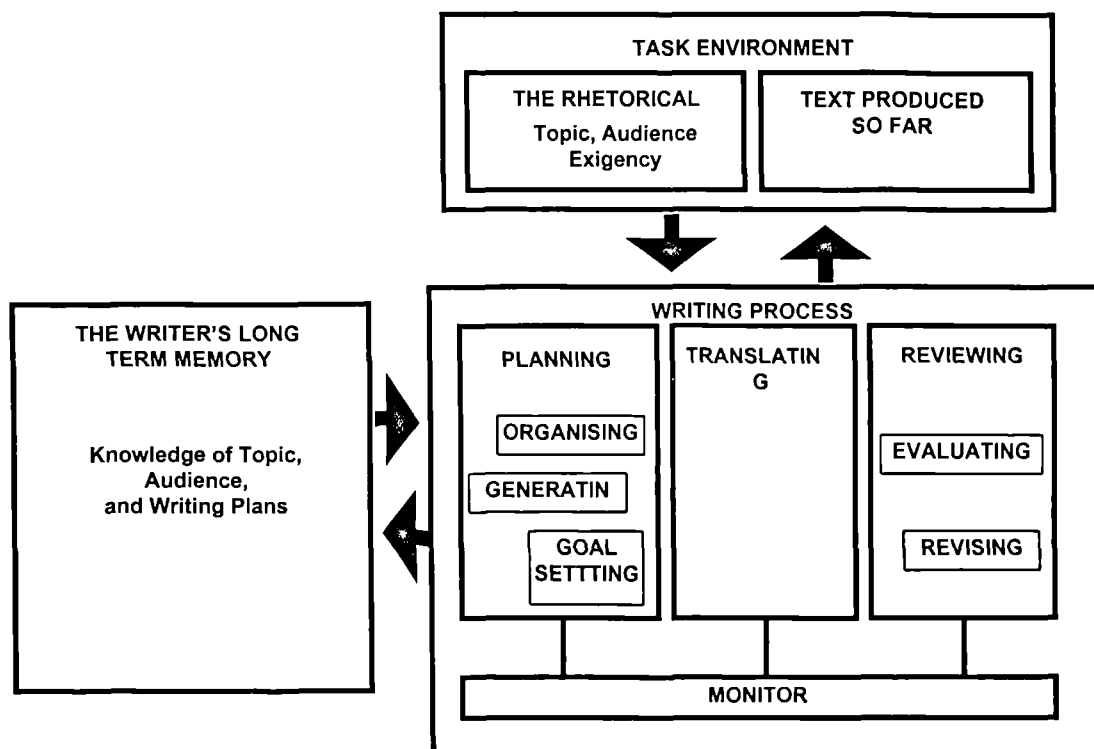 TASK ENVIRONMENT
THE RHETORICAL
Topic, Audience
Exigency
TEXT PRODUCED
SO FAR
THE WRITER'S LONG
TERM MEMORY
Knowledge of Topic,
Audience,
and Writing Plans
WRITING PROCESS
PLANNING
ORGANISING
GENERATIN
GOAL
SETTTING
TRANSLATIN
G
REVIEWING
EVALUATING
REVISING
MONITOR